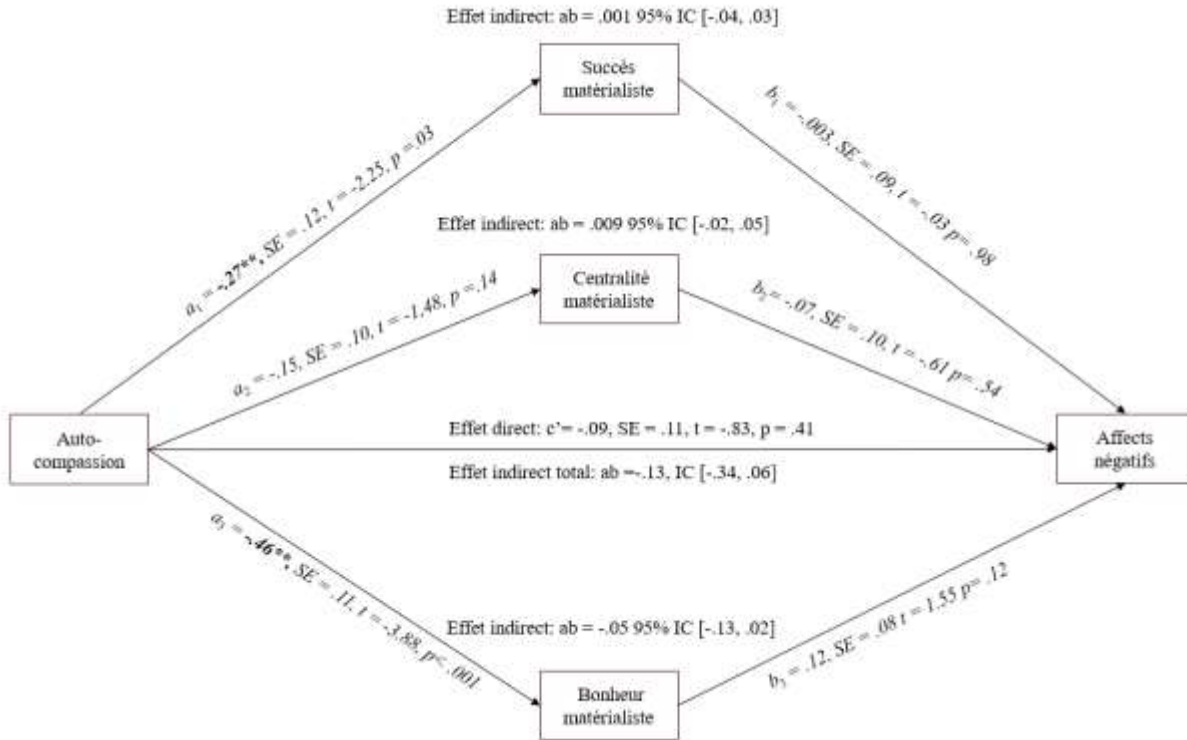 Effet indirect: ab = .001 95% IC [-.04, .03]
Succès
matérialiste
a₁ = -.27**, SE = .12, t = -2.25, p =.03
b₁ = -.003, SE = .09, t = -.03 p= .98
Effet indirect: ab = .009 95% IC [-.02, .05]
Centralité
matérialiste
a₂ = -.15, SE = .10, t = -1,48, p =.14
b₂ = -.07, SE = .10, t = -.61 p= .54
Auto-
compassion
Effet direct: c’= -.09, SE = .11, t = -.83, p = .41
Effet indirect total: ab =-.13, IC [-.34, .06]
Affects
négatifs
a₃ = -.46**, SE = .11, t = -3,88, p< .001
Effet indirect: ab = -.05 95% IC [-.13, .02]
b₃ = .12, SE = .08 t = 1.55 p= .12
Bonheur
matérialiste